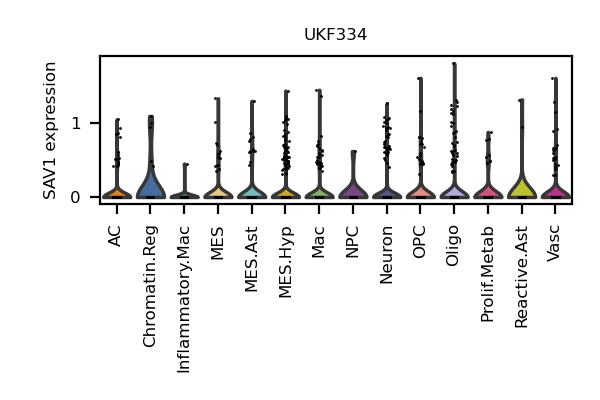 UKF334
SAV1 expression
1
0
AC
Chromatin.Reg
Inflammatory.Mac
MES
MES.Ast
MES.Hyp
Mac
NPC
Neuron
OPC
Oligo
Prolif.Metab
Reactive.Ast
Vasc